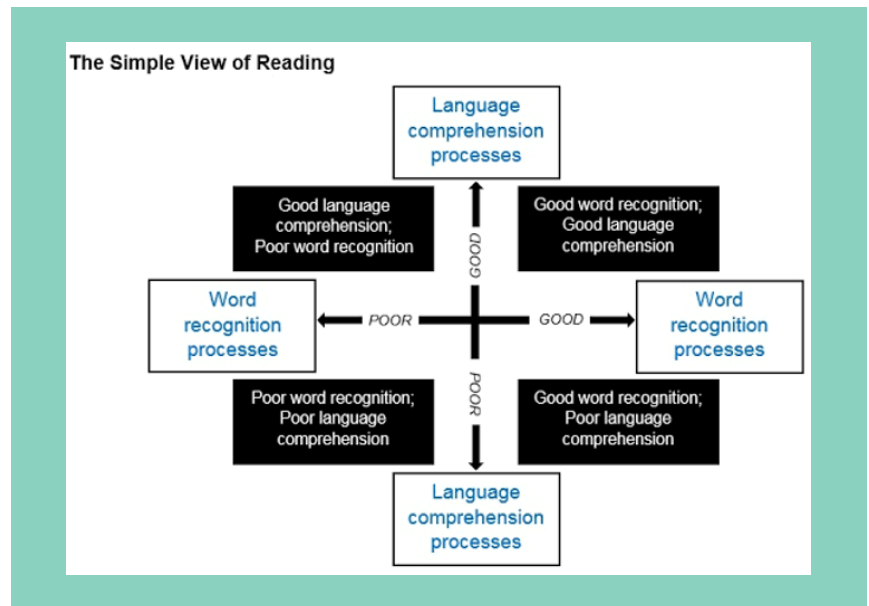 The Simple View of Reading
Language
comprehension
processes
Good language
comprehension;
Poor word recognition
GOOD
Good word recognition;
Good language
comprehension
Word
recognition
processes
POOR
GOOD
Word
recognition
processes
Poor word recognition;
Poor language
comprehension
POOR
Good word recognition;
Poor language
comprehension
Language
comprehension
processes